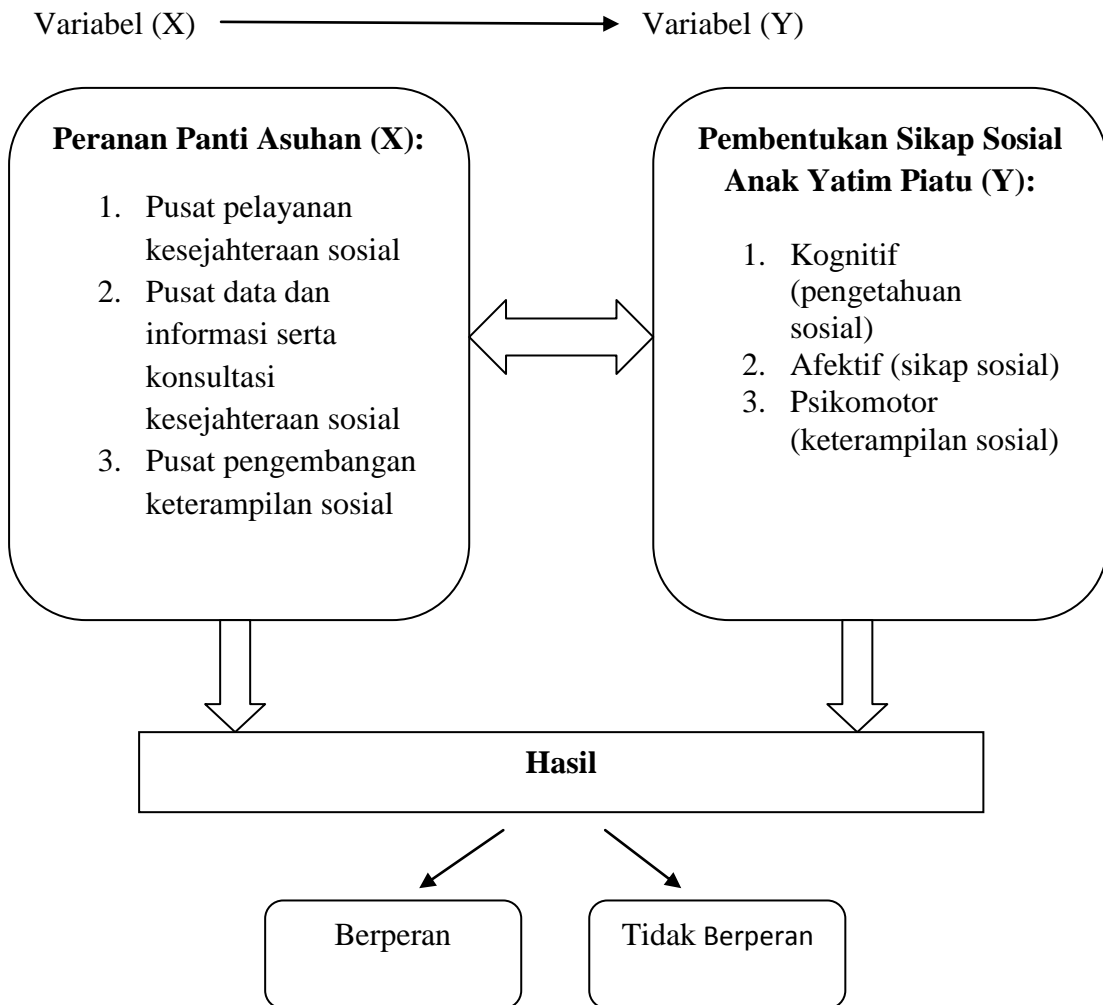 Variabel (X)
Variabel (Y)
Peranan Panti Asuhan (X):
1. Pusat pelayanan
kesejahteraan sosial
2. Pusat data dan
informasi serta
konsultasi
kesejahteraan sosial
3. Pusat pengembangan
keterampilan sosial
Pembentukan Sikap Sosial
Anak Yatim Piatu (Y):
1. Kognitif
(pengetahuan
sosial)
2. Afektif (sikap sosial)
3. Psikomotor
(keterampilan sosial)
Hasil
Berperan
Tidak Berperan